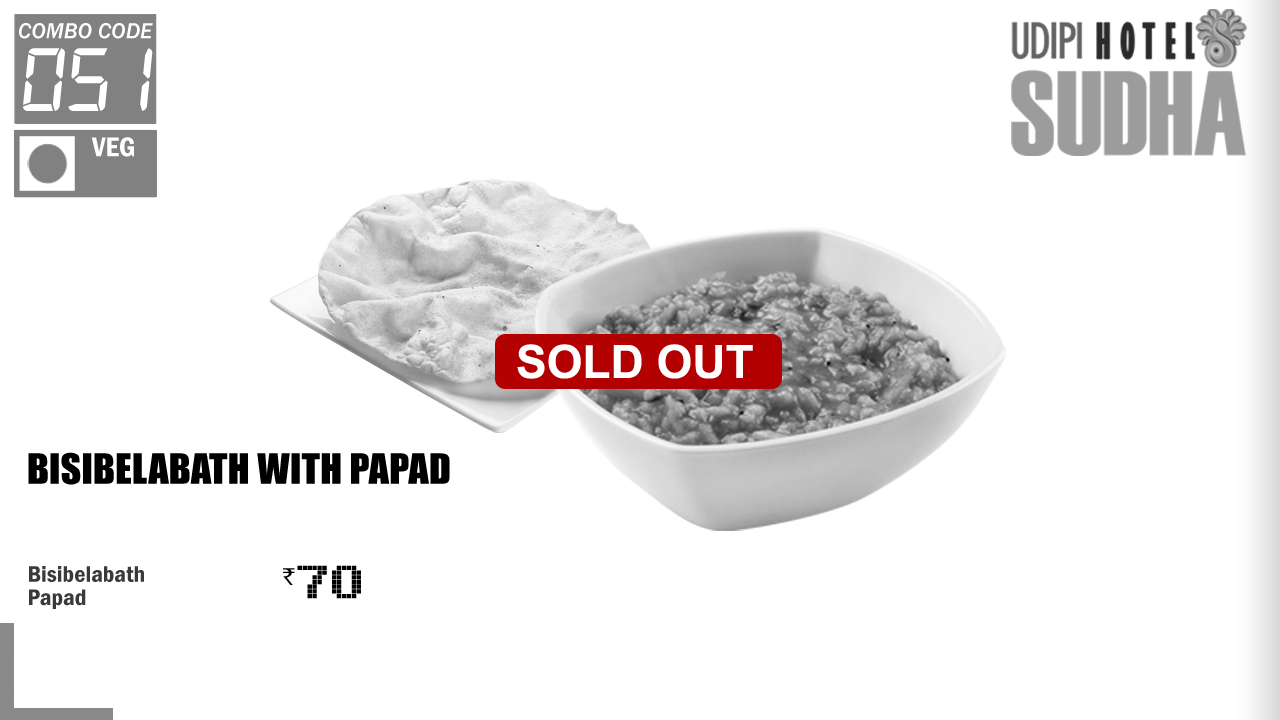 COMBO CODE
051
VEG
UDIPI HOTEL
SUDHA
SOLD OUT
BISIBELABATH WITH PAPAD
Bisibelabath
Papad
₹70